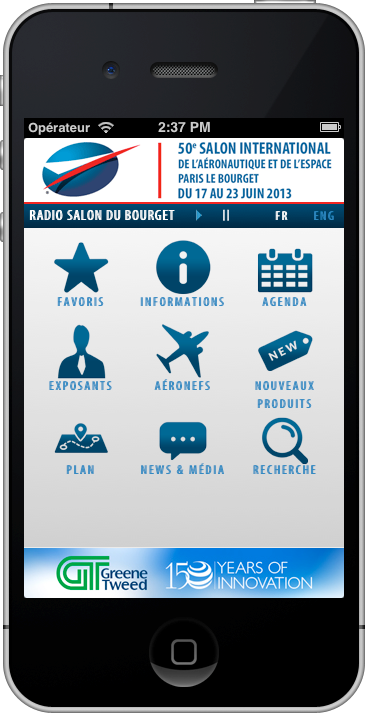 Opérateur 2:37 PM
50e SALON INTERNATIONAL
DE L'AÉRONAUTIQUE ET DE L'ESPACE
PARIS LE BOURGET
DU 17 AU 23 JUIN 2013
RADIO SALON DU BOURGET FR ENG
FAVORIS INFORMATIONS AGENDA
NEW
EXPOSANTS AÉRONEFS NOUVEAUX
PRODUITS
PLAN NEWS & MÉDIA RECHERCHE
GT Greene
Tweed
150 YEARS OF
INNOVATION